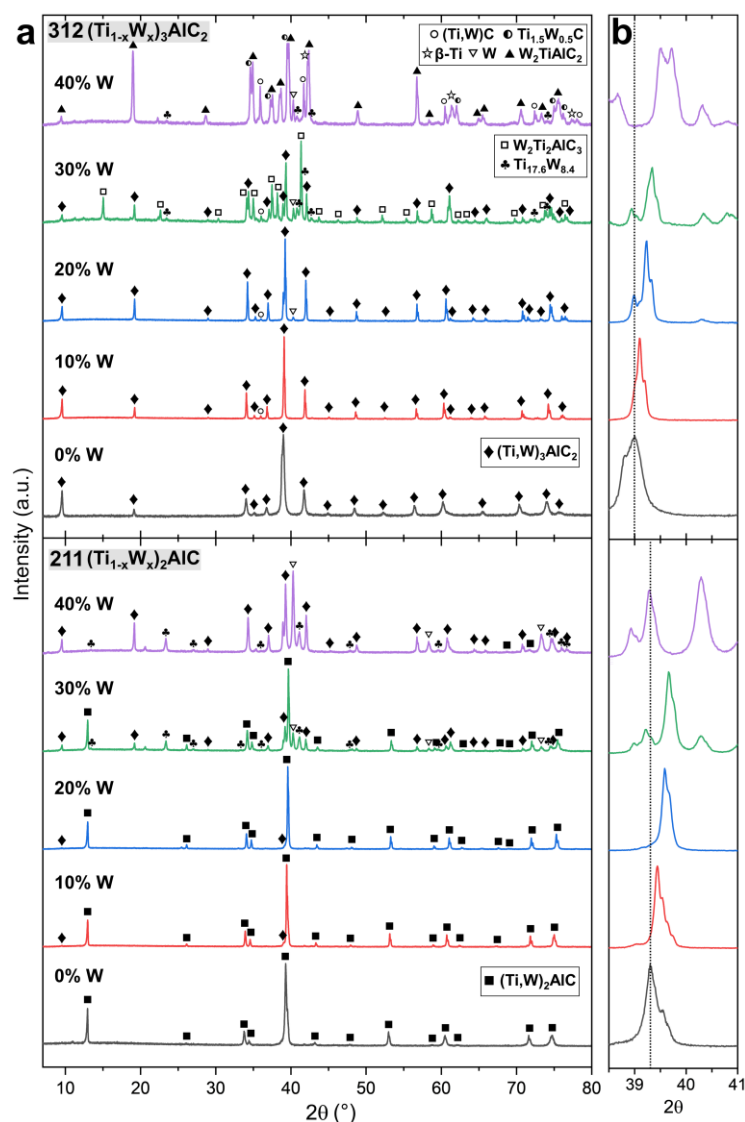 a
b
312 (Ti1-xWx)3AlC2
○ (Ti,W)C ◐ Ti1.5W0.5C
☆ β-Ti ▽ W ▲ W2TiAlC2
40% W
□ W2Ti2AlC3
♣ Ti17.6W8.4
30% W
20% W
10% W
0% W
◆ (Ti,W)3AlC2
Intensity (a.u.)
211 (Ti1-xWx)2AlC
40% W
30% W
20% W
10% W
0% W
■ (Ti,W)2AlC
10 20 30 40 50 60 70 80
39 40 41
2θ (°)
2θ